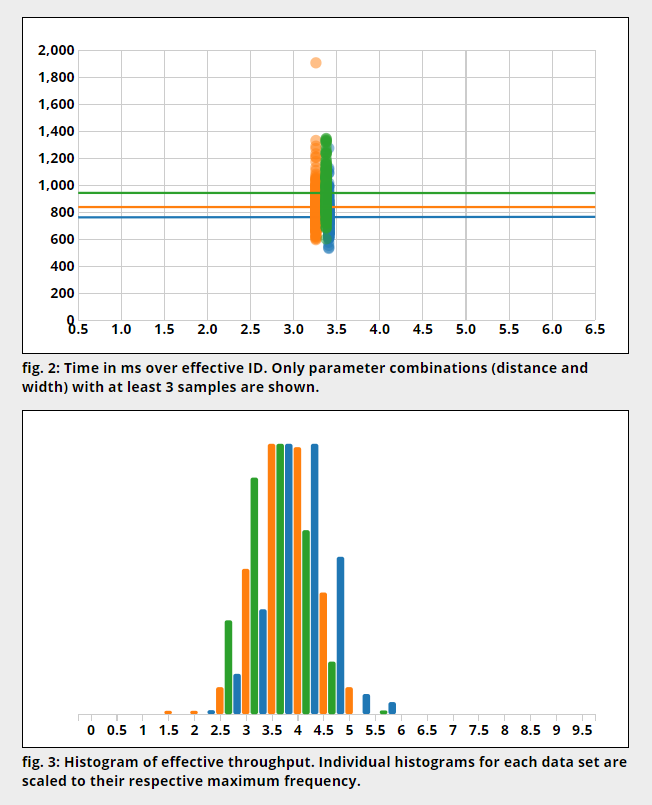 2,000
1,800
1,600
1,400
1,200
1,000
800
600
400
200
0
0.5 1.0 1.5 2.0 2.5 3.0 3.5 4.0 4.5 5.0 5.5 6.0 6.5
fig. 2: Time in ms over effective ID. Only parameter combinations (distance and
width) with at least 3 samples are shown.
0 0.5 1 1.5 2 2.5 3 3.5 4 4.5 5 5.5 6 6.5 7 7.5 8 8.5 9 9.5
fig. 3: Histogram of effective throughput. Individual histograms for each data set are
scaled to their respective maximum frequency.